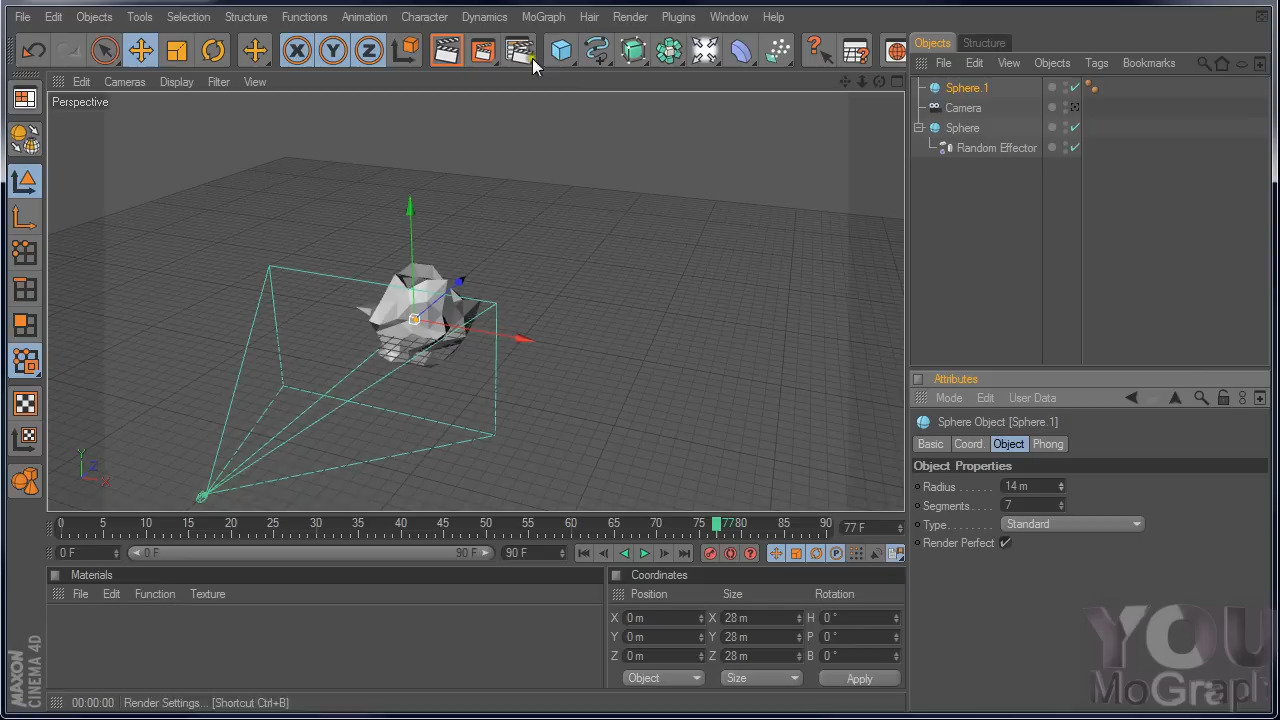 File Edit Objects Tools Selection Structure Functions Animation Character Dynamics MoGraph Hair Render Plugins Window Help
X Y Z
Objects Structure
Edit Cameras Display Filter View
File Edit View Objects Tags Bookmarks
Perspective
Sphere.1
Camera
Sphere
Random Effector
Y
Z
X
Attributes
Mode Edit User Data
Sphere Object [Sphere.1]
Basic Coord. Object Phong
Object Properties
Radius 14 m
Segments 7
Type Standard
Render Perfect
0 5 10 15 20 25 30 35 40 45 50 55 60 65 70 75 77 80 85 90 77 F
0 F 0 F 90 F 90 F
Materials
File Edit Function Texture
Coordinates
Position Size Rotation
X 0 m X 28 m H 0 °
Y 0 m Y 28 m P 0 °
Z 0 m Z 28 m B 0 °
Object Size Apply
MAXON
CINEMA 4D
00:00:00 Render Settings... [Shortcut Ctrl+B]
YOU
MoGraph